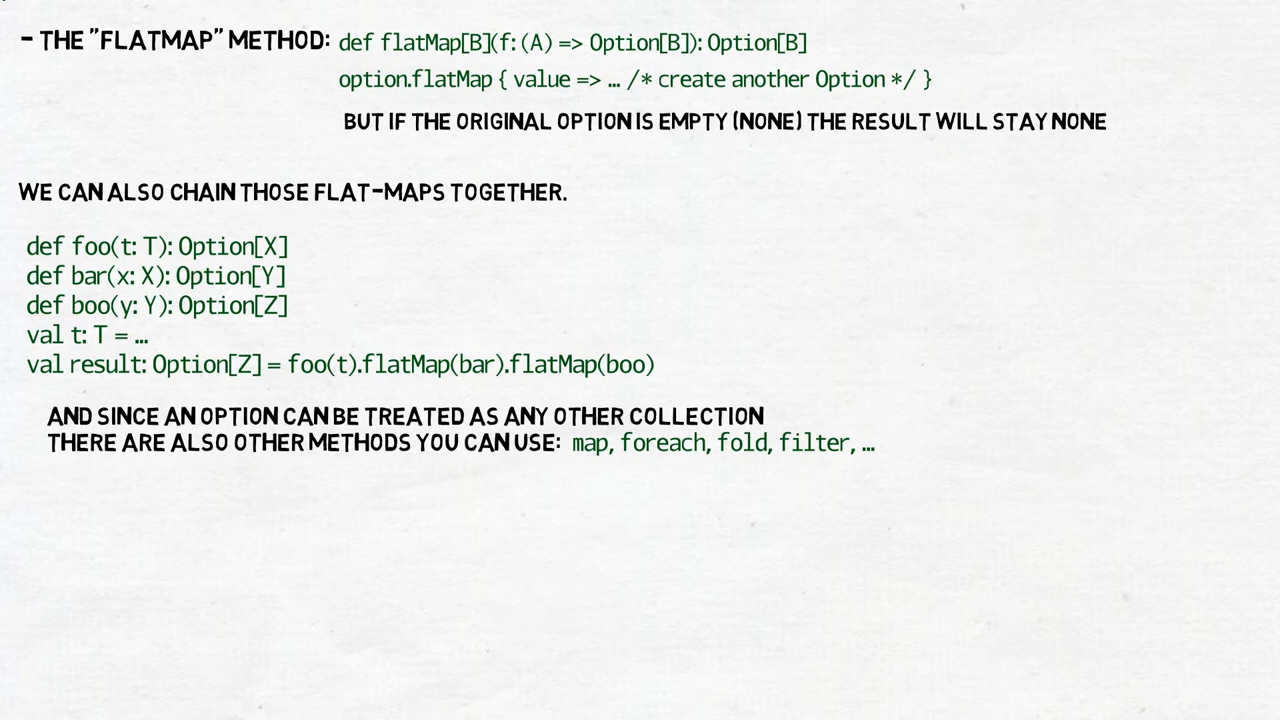 - THE "FLATMAP" METHOD: def flatMap[B](f: (A) => Option[B]): Option[B]
option.flatMap { value => … /* create another Option */ }
BUT IF THE ORIGINAL OPTION IS EMPTY (NONE) THE RESULT WILL STAY NONE
WE CAN ALSO CHAIN THOSE FLAT-MAPS TOGETHER.
def foo(t: T): Option[X]
def bar(x: X): Option[Y]
def boo(y: Y): Option[Z]
val t: T = …
val result: Option[Z] = foo(t).flatMap(bar).flatMap(boo)
AND SINCE AN OPTION CAN BE TREATED AS ANY OTHER COLLECTION
THERE ARE ALSO OTHER METHODS YOU CAN USE: map, foreach, fold, filter, …